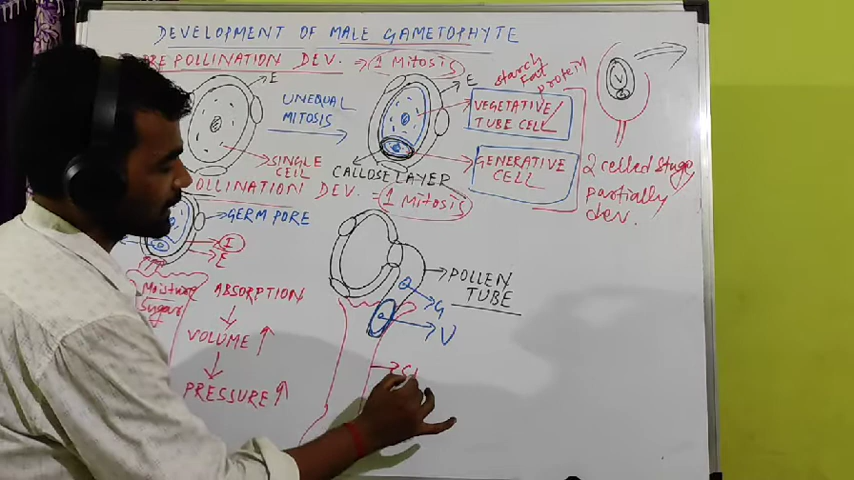 DEVELOPMENT OF MALE GAMETOPHYTE
PRE POLLINATION DEV. → 1 Mitosis
E
UNEQUAL
MITOSIS
SINGLE
CELL
E
starch
Fat
protein
VEGETATIVE/
TUBE CELL
GENERATIVE
CELL
CALLOSE LAYER
V
2 celled stage
partially
dev.
OLLINATION DEV. = 1 Mitosis
GERM PORE
I
E
Moisture
Sugar
ABSORPTION
VOLUME ↑
PRESSURE ↑
POLLEN
TUBE
G
V